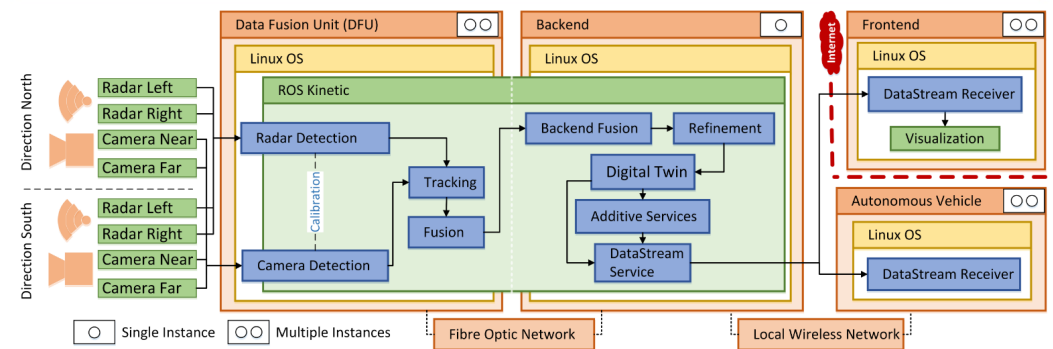 Data Fusion Unit (DFU)
Backend
Internet
Frontend
Linux OS
Linux OS
Linux OS
ROS Kinetic
Direction North
Radar Left
Radar Right
Camera Near
Camera Far
Direction South
Radar Left
Radar Right
Camera Near
Camera Far
Radar Detection
Calibration
Camera Detection
Tracking
Fusion
Backend Fusion
Refinement
Digital Twin
Additive Services
DataStream
Service
DataStream Receiver
Visualization
Autonomous Vehicle
Linux OS
DataStream Receiver
Single Instance
Multiple Instances
Fibre Optic Network
Local Wireless Network